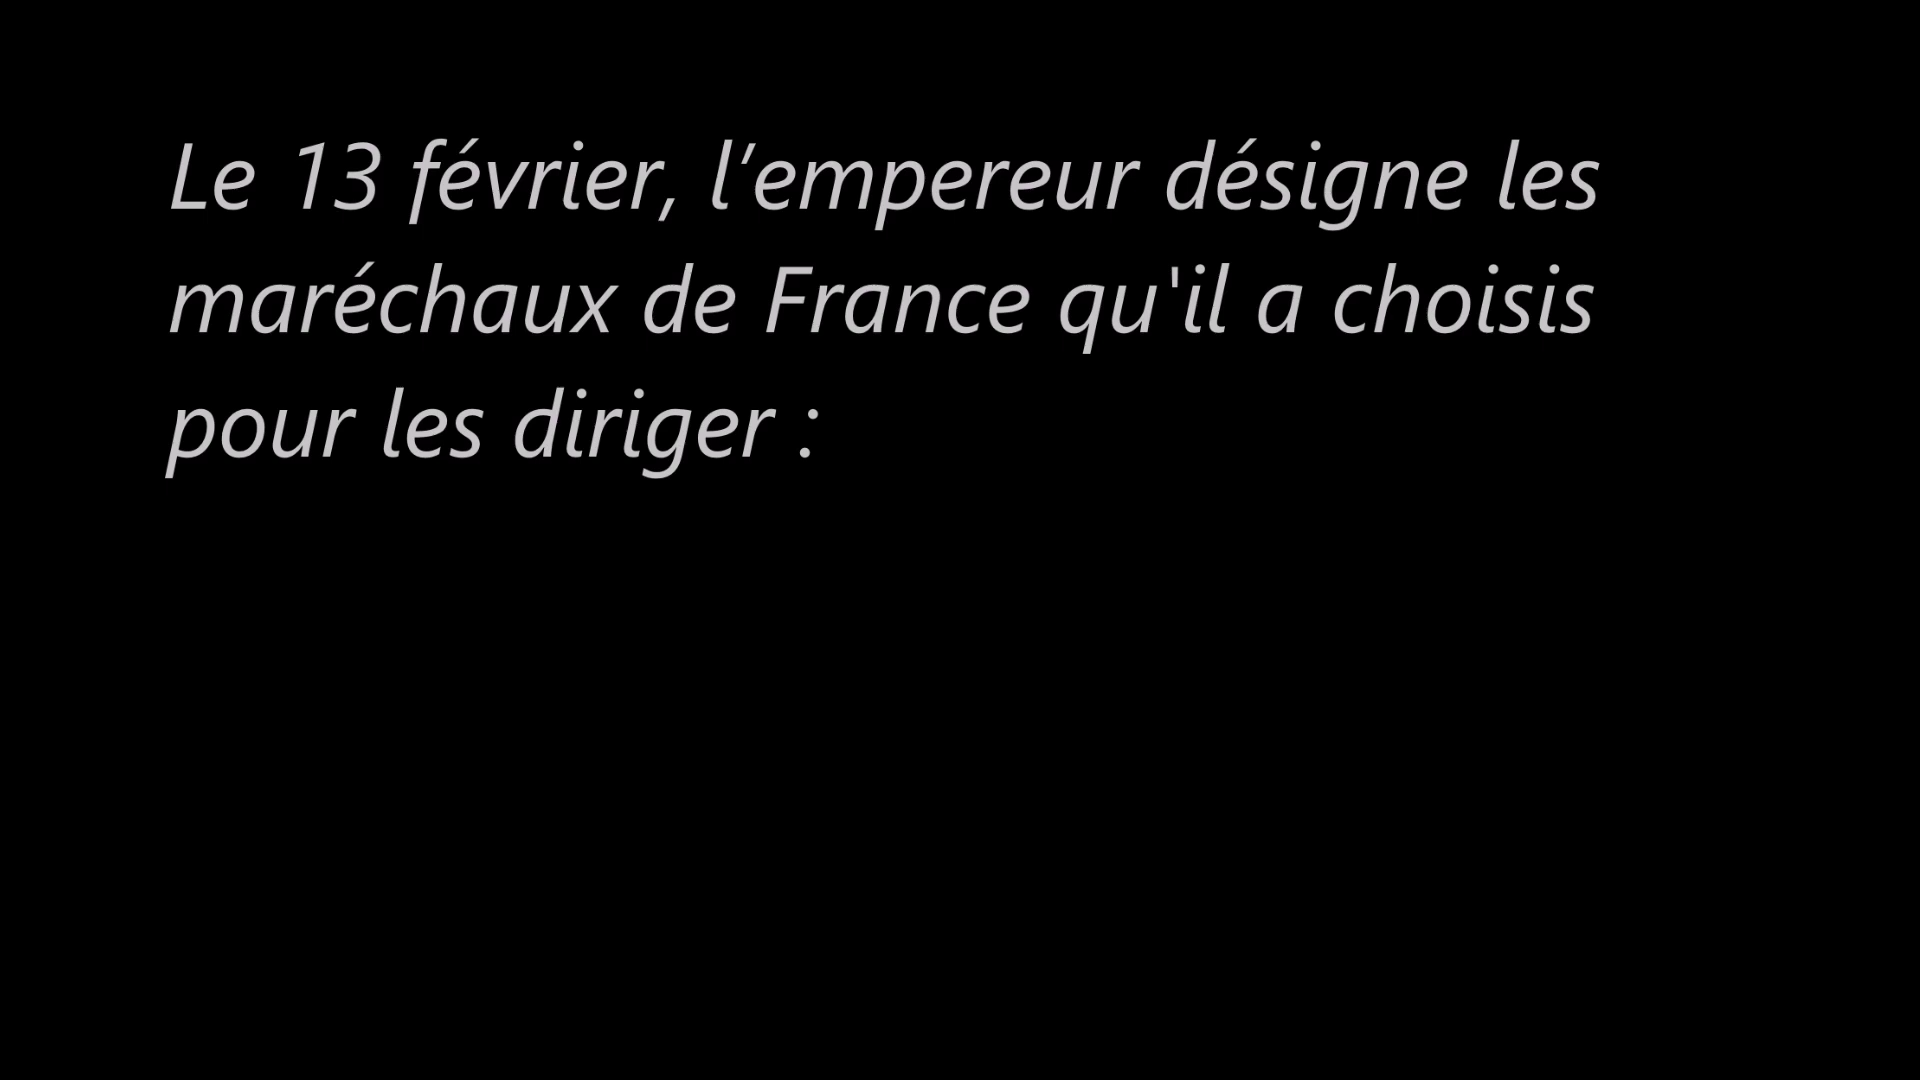 Le 13 février, l’empereur désigne les
maréchaux de France qu'il a choisis
pour les diriger :